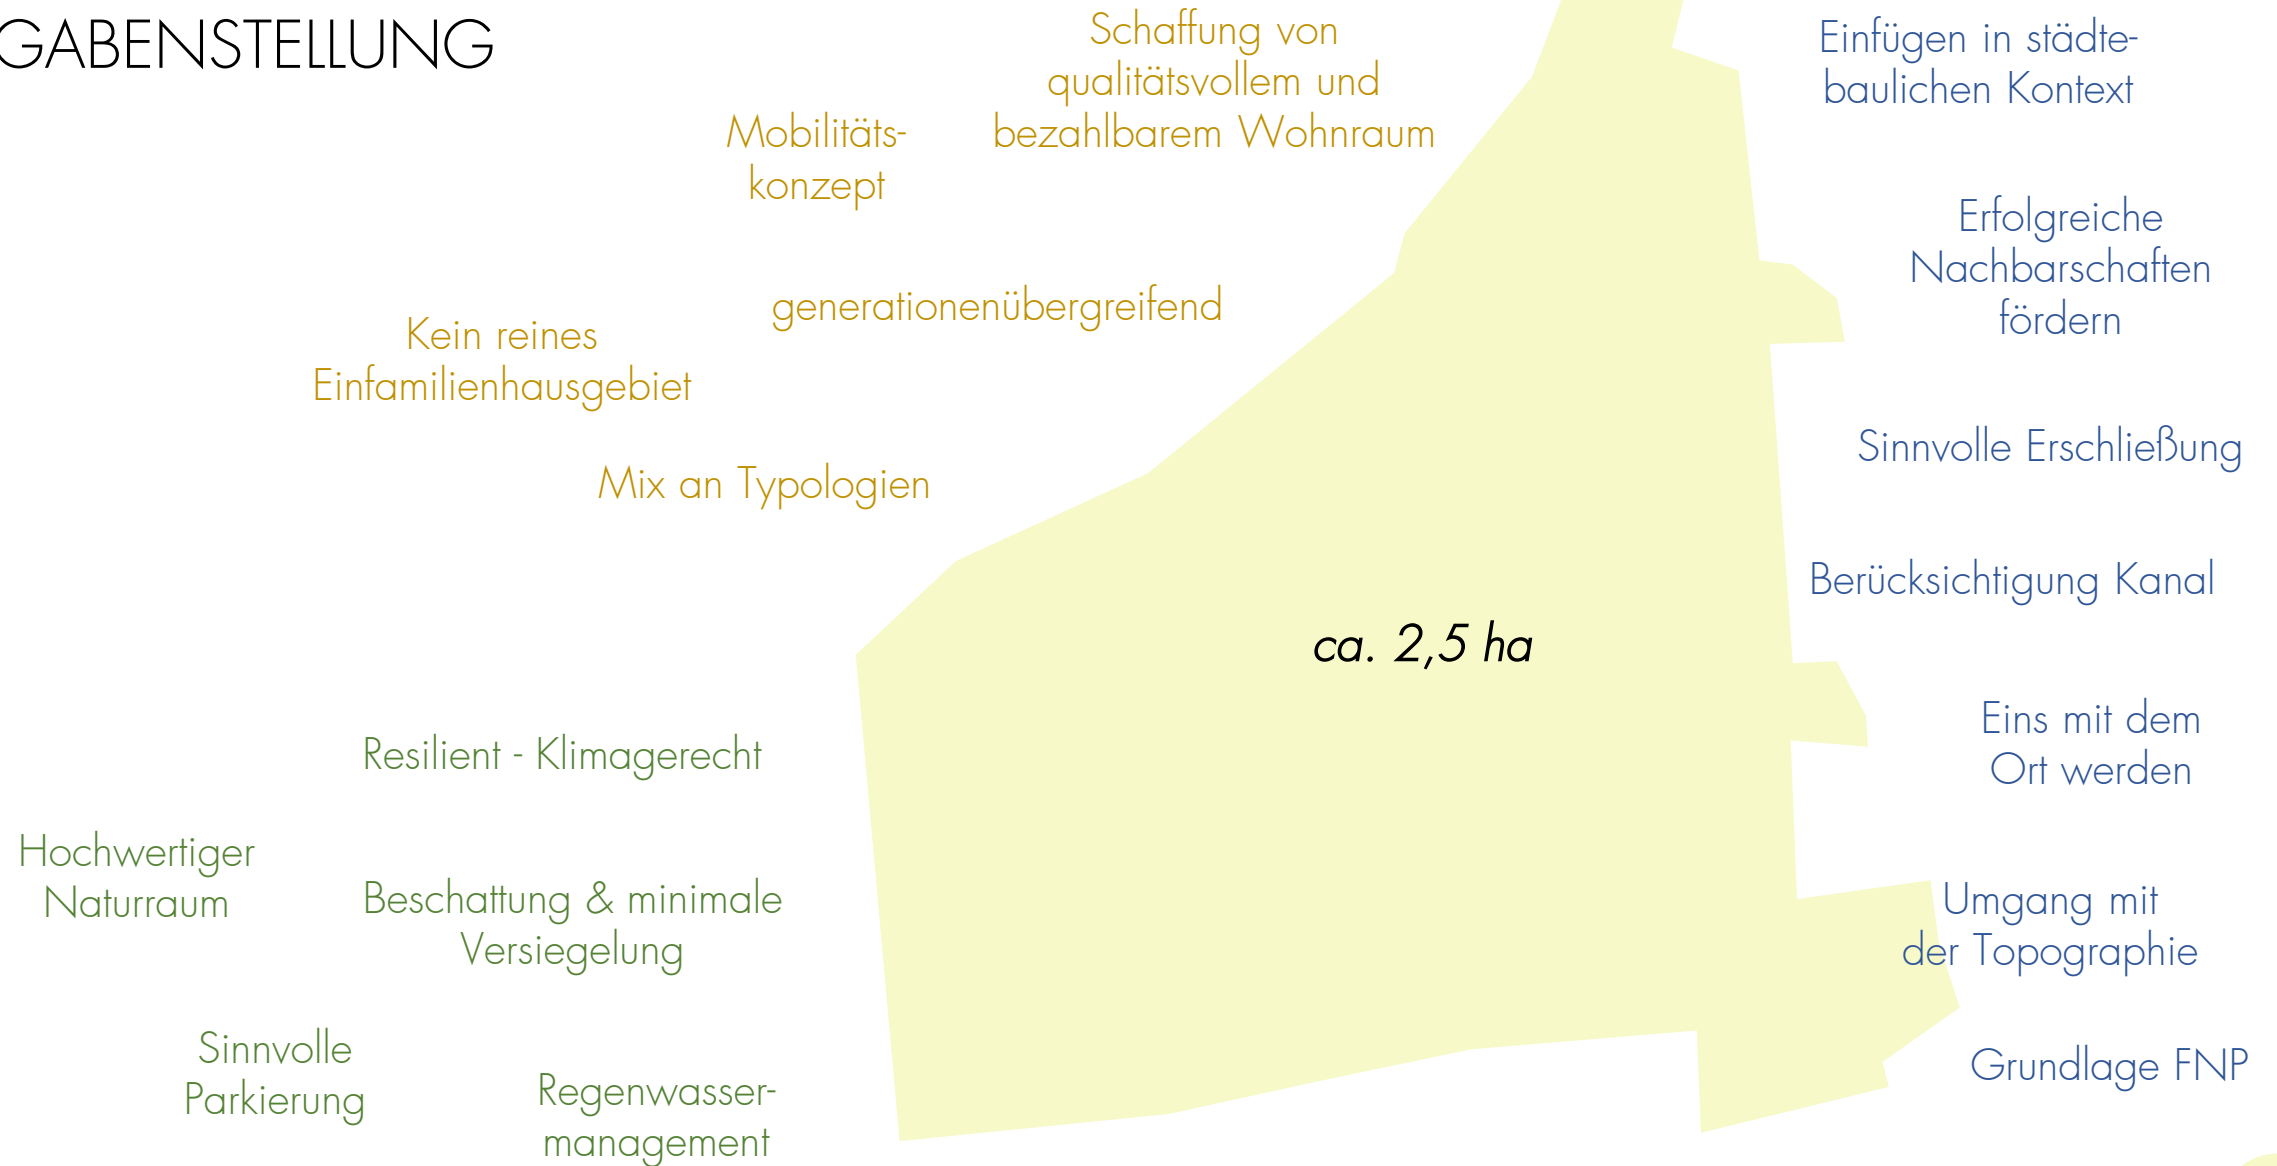 GABENSTELLUNG
Schaffung von
qualitätsvollem und
bezahlbarem Wohnraum
Mobilitäts-
konzept
generationenübergreifend
Kein reines
Einfamilienhausgebiet
Mix an Typologien
Einfügen in städte-
baulichen Kontext
Erfolgreiche
Nachbarschaften
fördern
Sinnvolle Erschließung
Berücksichtigung Kanal
ca. 2,5 ha
Eins mit dem
Ort werden
Umgang mit
der Topographie
Grundlage FNP
Resilient - Klimagerecht
Hochwertiger
Naturraum
Beschattung & minimale
Versiegelung
Sinnvolle
Parkierung
Regenwasser-
management